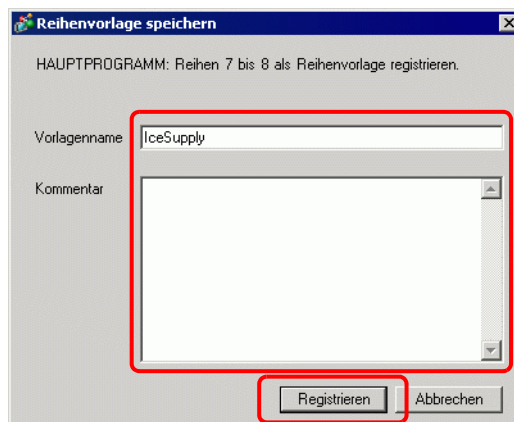 Reihenvorlage speichern
HAUPTPROGRAMM: Reihen 7 bis 8 als Reihenvorlage registrieren.
Vorlagenname IceSupply
Kommentar
Registrieren Abbrechen